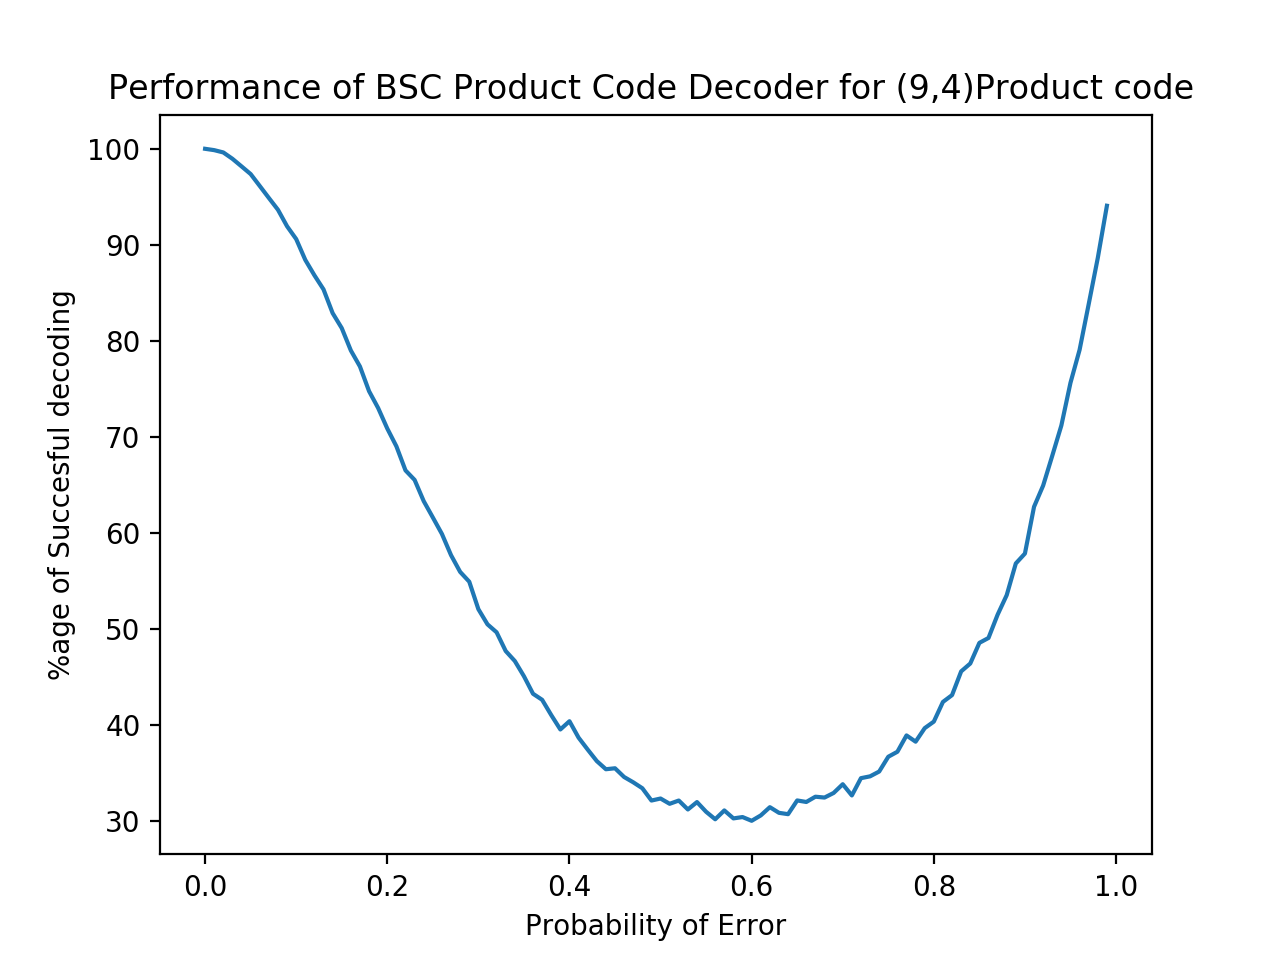 Performance of BSC Product Code Decoder for (9,4)Product code
%age of Succesful decoding
100
90
80
70
60
50
40
30
0.0 0.2 0.4 0.6 0.8 1.0
Probability of Error